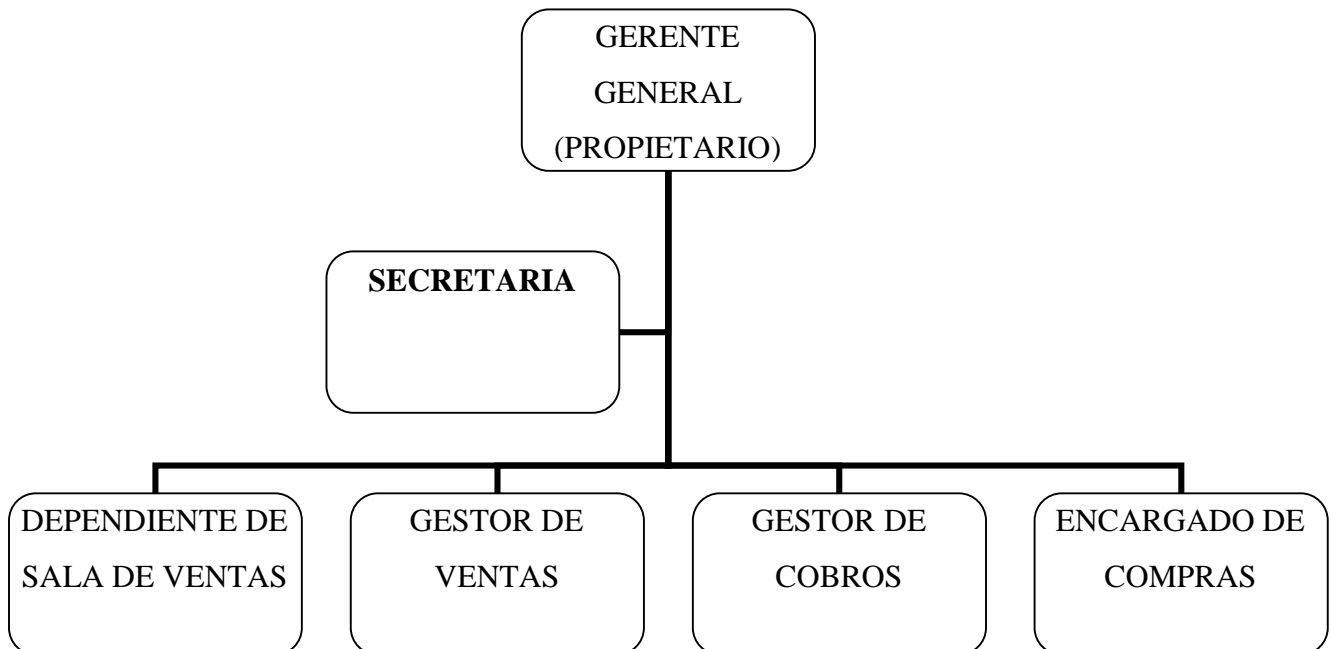 GERENTE
GENERAL
(PROPIETARIO)
SECRETARIA
DEPENDIENTE DE
SALA DE VENTAS
GESTOR DE
VENTAS
GESTOR DE
COBROS
ENCARGADO DE
COMPRAS